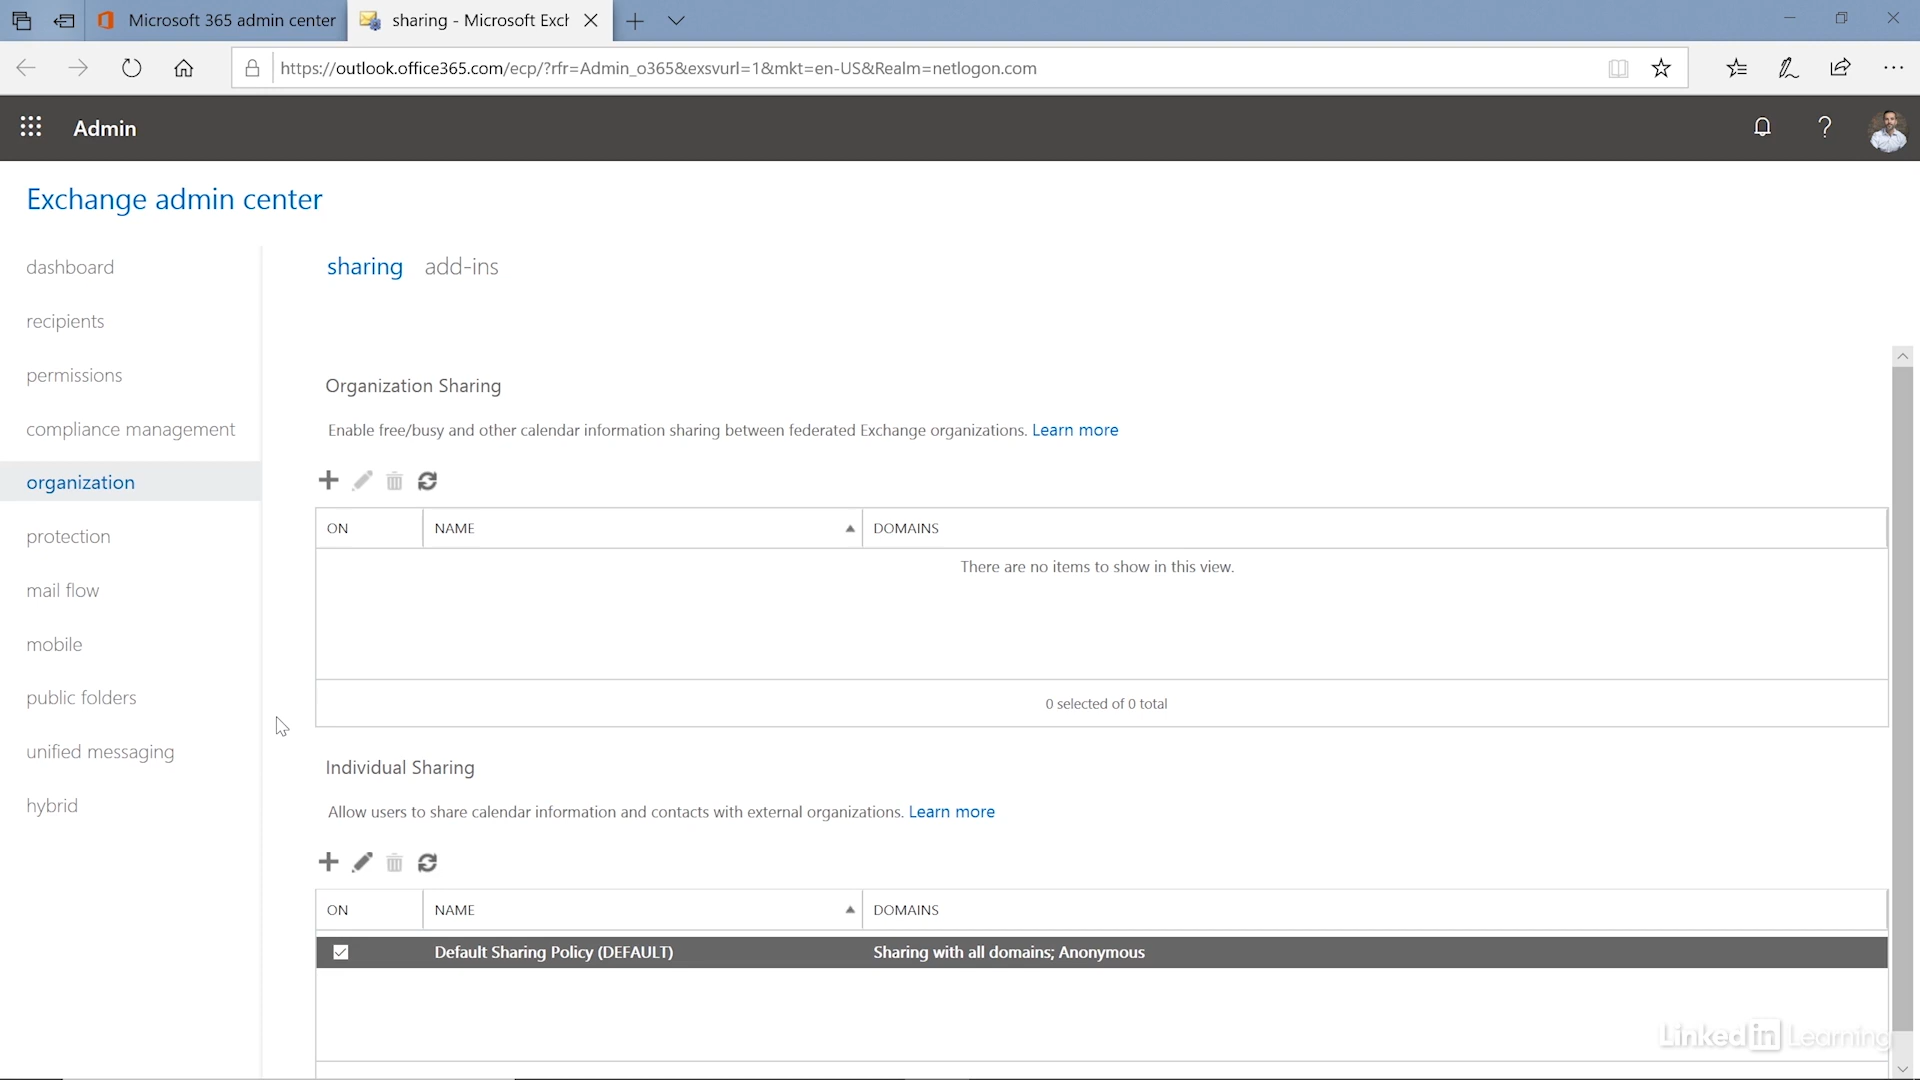 Microsoft 365 admin center
sharing - Microsoft Excl
https://outlook.office365.com/ecp/?rfr=Admin_o365&exsvurl=1&mkt=en-US&Realm=netlogon.com
Admin
?
Exchange admin center
dashboard
recipients
permissions
compliance management
organization
protection
mail flow
mobile
public folders
unified messaging
hybrid
sharing add-ins
Organization Sharing
Enable free/busy and other calendar information sharing between federated Exchange organizations. Learn more
ON NAME DOMAINS
There are no items to show in this view.
0 selected of 0 total
Individual Sharing
Allow users to share calendar information and contacts with external organizations. Learn more
ON NAME DOMAINS
Default Sharing Policy (DEFAULT) Sharing with all domains; Anonymous
Linked in Learning